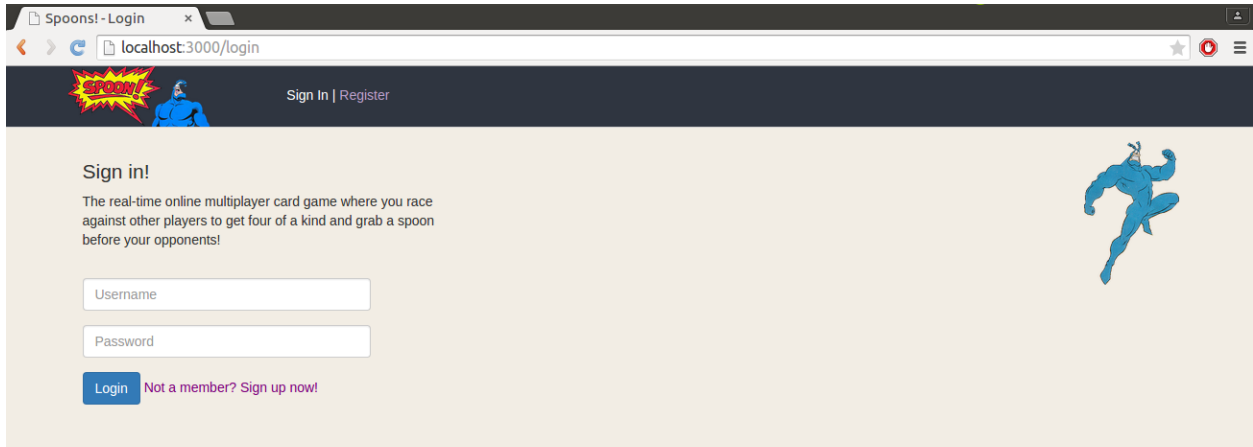 Spoons! - Login
localhost:3000/login
SPOON!
Sign In | Register
Sign in!
The real-time online multiplayer card game where you race
against other players to get four of a kind and grab a spoon
before your opponents!
Username
Password
Login Not a member? Sign up now!